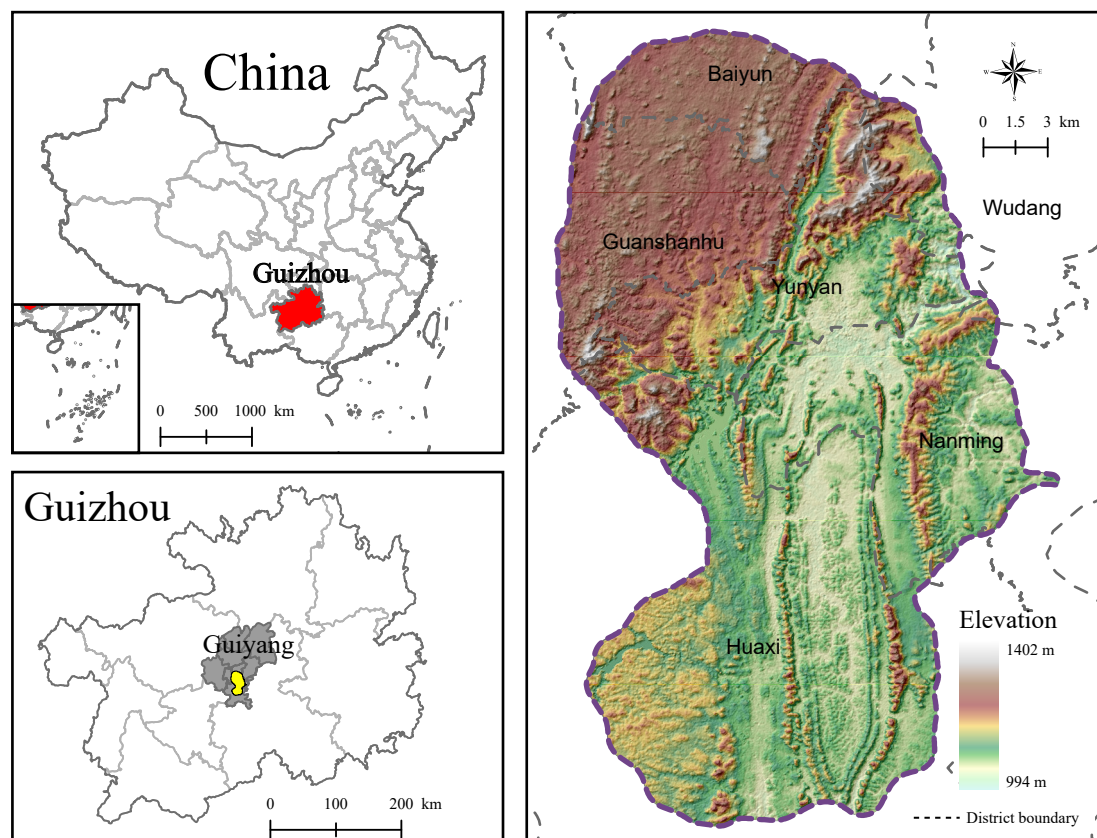 China
Guizhou
0 500 1000 km
Guizhou
Guiyang
0 100 200 km
Baiyun
N
W E
S
0 1.5 3 km
Wudang
Guanshanhu
Yunyan
Nanming
Huaxi
Elevation
1402 m
994 m
District boundary